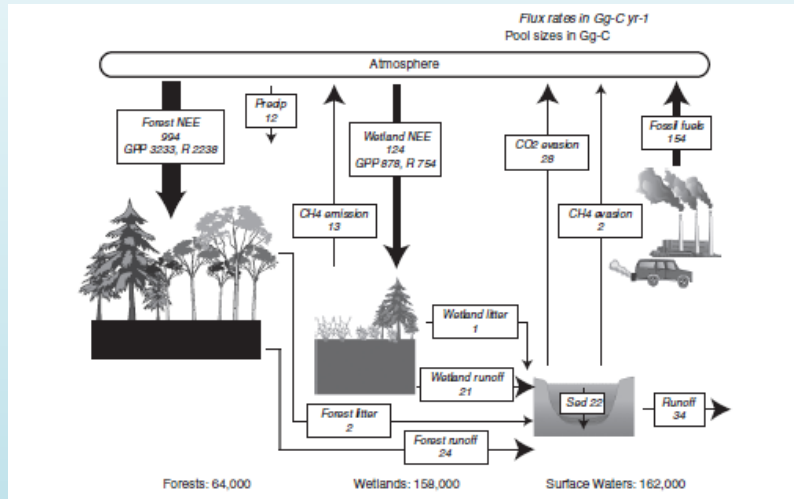 Flux rates in Gg-C yr-1
Pool sizes in Gg-C
Atmosphere
Forest NEE
994
GPP 3233, R 2238
Precip
12
Wetland NEE
124
GPP 878, R 754
CO2 evasion
28
Fossil fuels
154
CH4 emission
13
CH4 evasion
2
Wetland litter
1
Wetland runoff
21
Sed 22
Runoff
34
Forest litter
2
Forest runoff
24
Forests: 64,000
Wetlands: 158,000
Surface Waters: 162,000